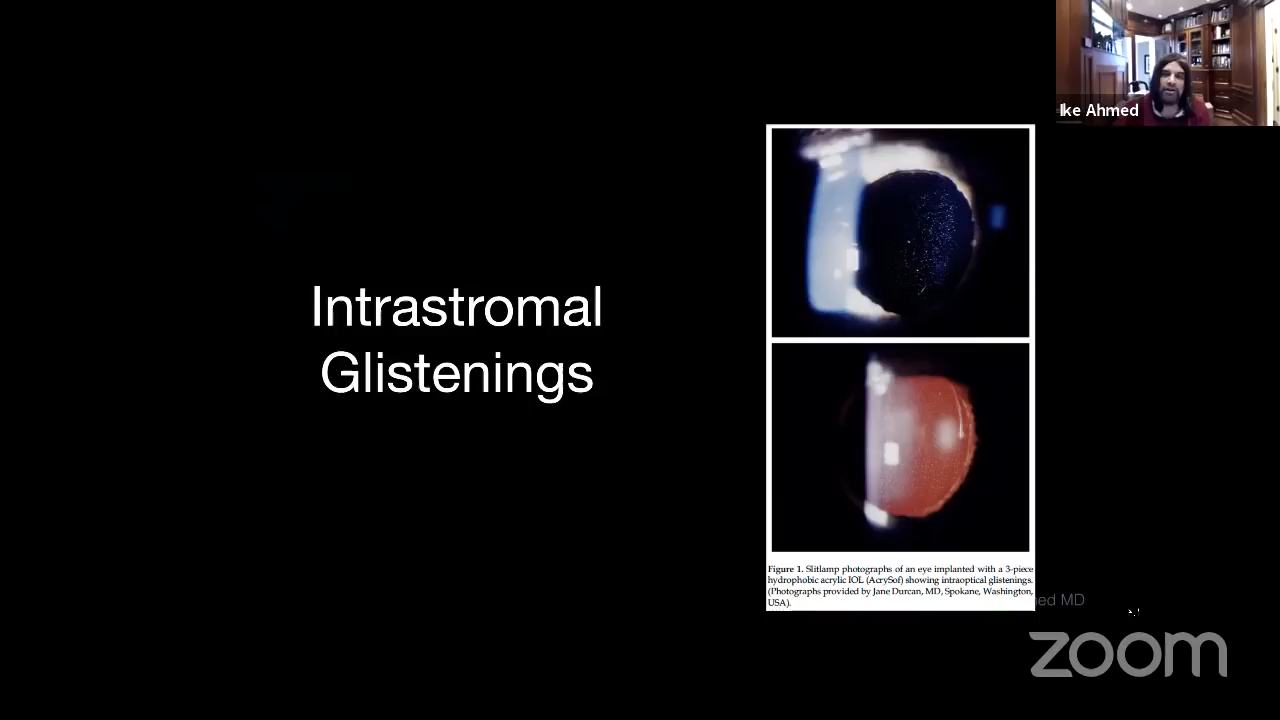 Ike Ahmed
Intrastromal
Glistenings
Figure 1. Slitlamp photographs of an eye implanted with a 3-piece
hydrophobic acrylic IOL (AcrySof) showing intraoptical glistenings.
(Photographs provided by Jane Durcan, MD, Spokane, Washington,
USA).
MD
zoom